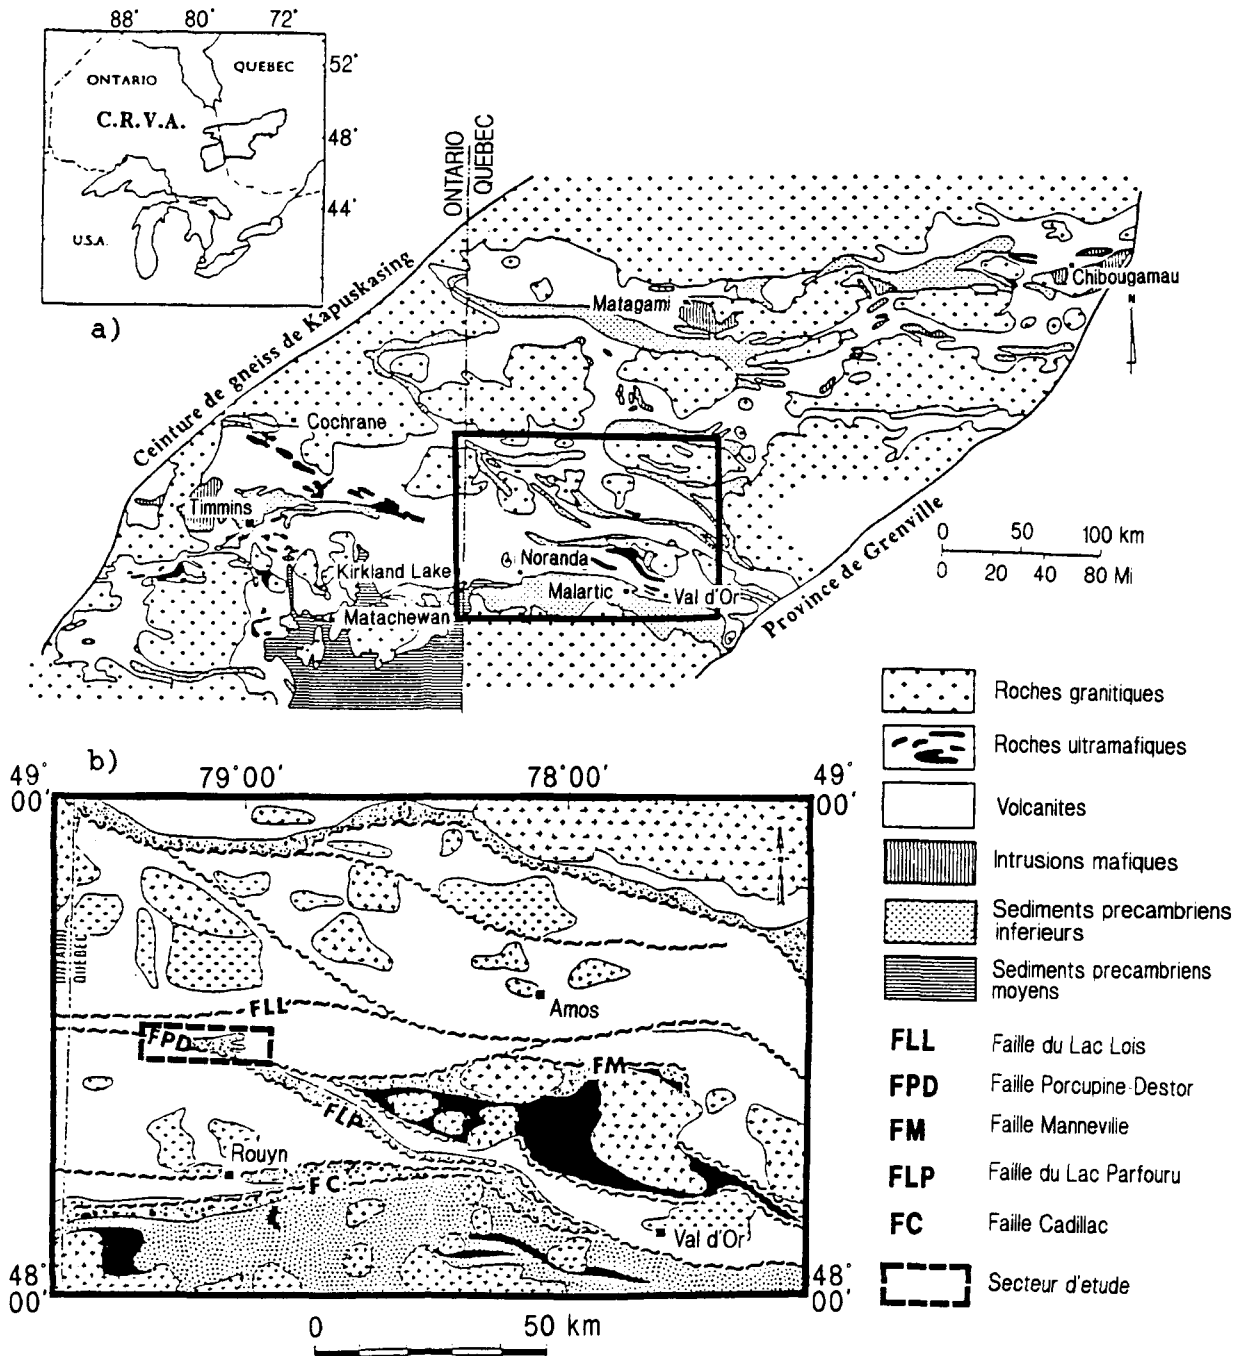 88° 80° 72°
52°
48°
44°
ONTARIO
QUEBEC
C.R.V.A.
U.S.A.
a)
ONTARIO
QUEBEC
Ceinture de gneiss de Kapuskasing
Chibougamau
N
Matagami
Cochrane
Timmins
Kirkland Lake
Noranda
Malartic
Val d'Or
Matachewan
Province de Grenville
0 50 100 km
0 20 40 60 80 Mi
b)
49° 00'
79°00'
78°00'
49° 00'
QUEBEC
FLL
FPD
Amos
FM
FLP
Rouyn
FC
Val d'Or
48° 00'
48° 00'
0 50 km
Roches granitiques
Roches ultramafiques
Volcanites
Intrusions mafiques
Sediments precambriens
inferieurs
Sediments precambriens
moyens
FLL Faille du Lac Lois
FPD Faille Porcupine-Destor
FM Faille Manneville
FLP Faille du Lac Parfouru
FC Faille Cadillac
Secteur d'etude